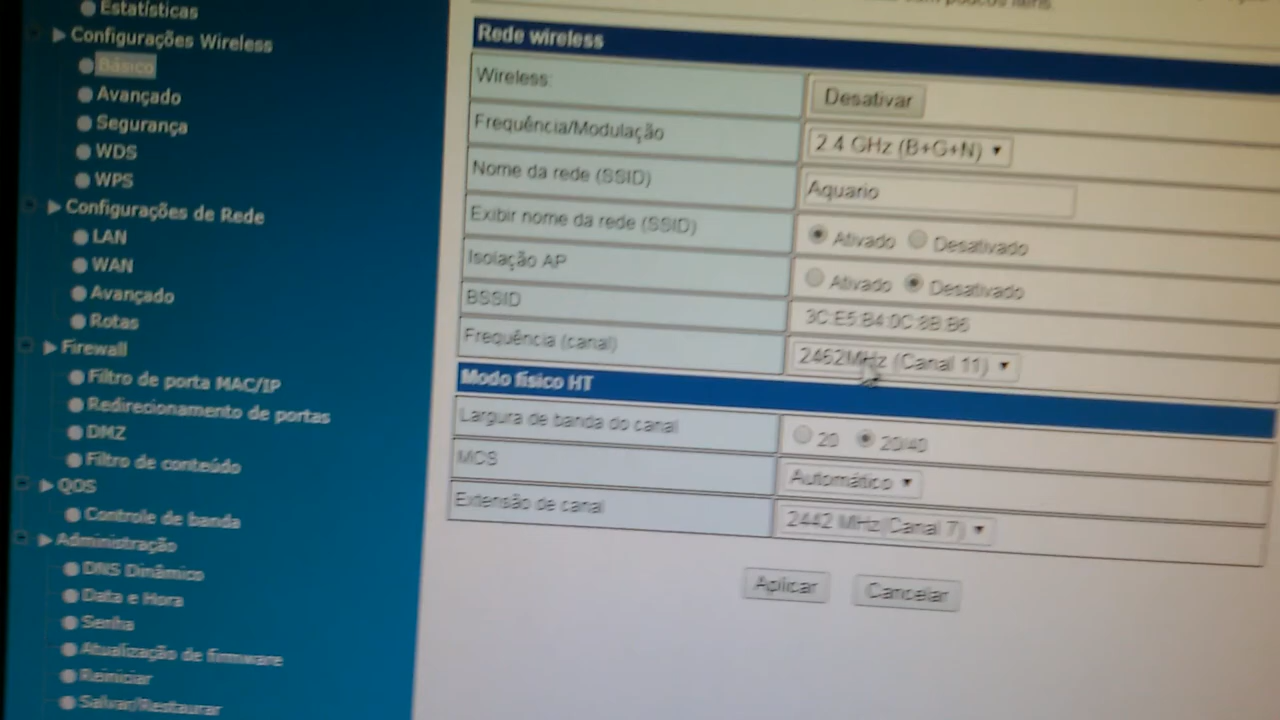 Estatísticas
Configurações Wireless
Básico
Avançado
Segurança
WDS
WPS
Configurações de Rede
LAN
WAN
Avançado
Rotas
Firewall
Filtro de porta MAC/IP
Redirecionamento de portas
DMZ
Filtro de conteúdo
QOS
Controle de banda
Administração
DNS Dinâmico
Data e Hora
Senha
Atualização de firmware
Reiniciar
Salvar/Restaurar
com poucos itens.
Rede wireless
Wireless: Desativar
Frequência/Modulação 2.4 GHz (B+G+N)
Nome da rede (SSID) Aquario
Exibir nome da rede (SSID) Ativado Desativado
Isolação AP Ativado Desativado
BSSID 3C:E5:B4:0C:8B:B6
Frequência (canal) 2462MHz (Canal 11)
Modo físico HT
Largura de banda do canal 20 20/40
MCS Automático
Extensão de canal 2442 MHz(Canal 7)
Aplicar Cancelar